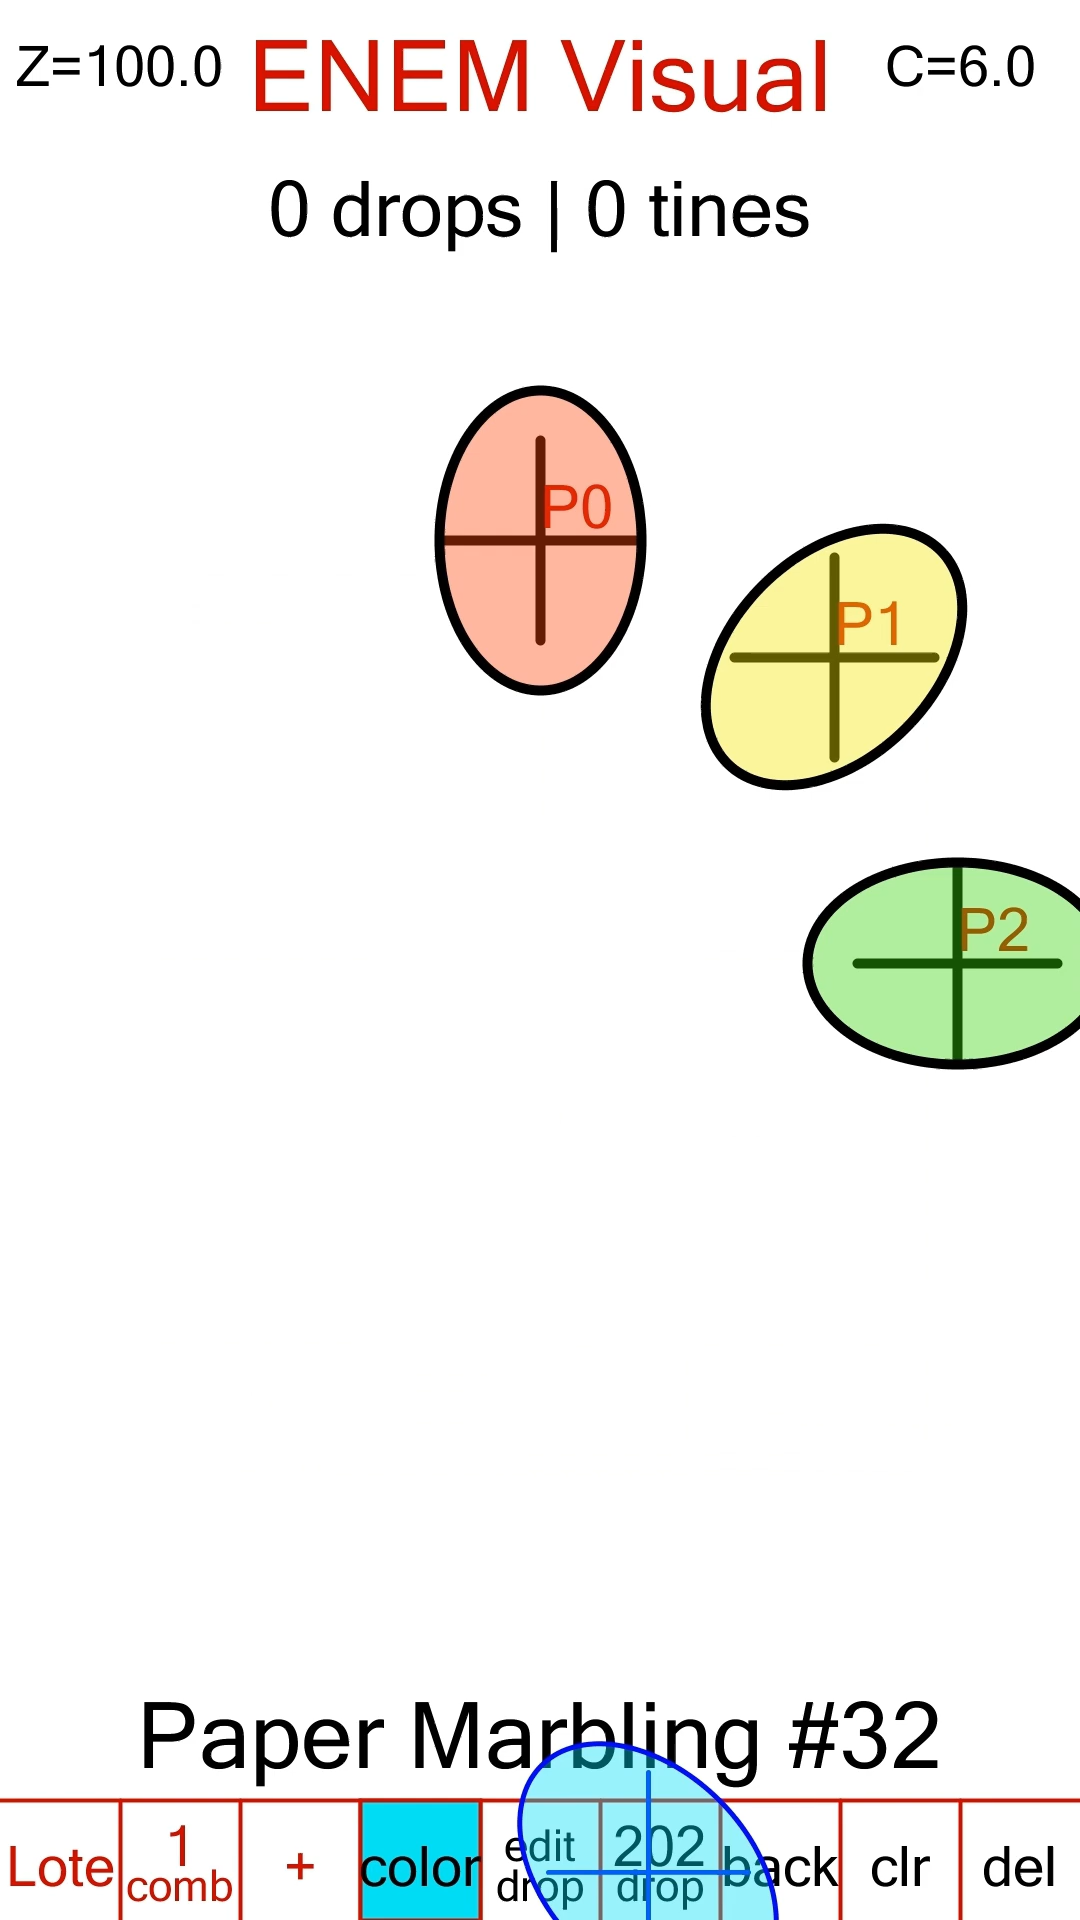 Z=100.0 ENEM Visual C=6.0
0 drops | 0 tines
P0
P1
P2
Paper Marbling #32
Lote 1 comb + color edit drop 202 drop back clr del